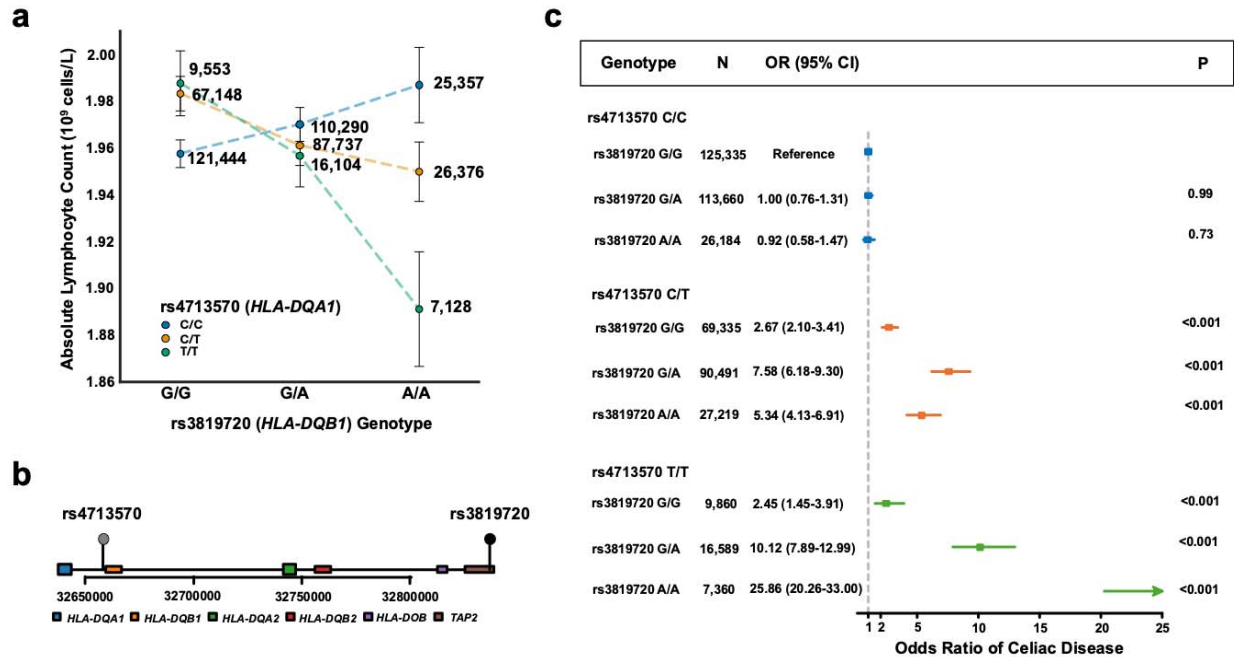 a
Absolute Lymphocyte Count (10⁹ cells/L)
2.00
1.98
1.96
1.94
1.92
1.90
1.88
1.86
9,553
67,148
121,444
110,290
87,737
16,104
25,357
26,376
7,128
rs4713570 (HLA-DQA1)
C/C
C/T
T/T
G/G G/A A/A
rs3819720 (HLA-DQB1) Genotype
b
rs4713570 rs3819720
32650000 32700000 32750000 32800000
HLA-DQA1 HLA-DQB1 HLA-DQA2 HLA-DQB2 HLA-DOB TAP2
c
Genotype N OR (95% CI) P
rs4713570 C/C
rs3819720 G/G 125,335 Reference
rs3819720 G/A 113,660 1.00 (0.76-1.31) 0.99
rs3819720 A/A 26,184 0.92 (0.58-1.47) 0.73
rs4713570 C/T
rs3819720 G/G 69,335 2.67 (2.10-3.41) <0.001
rs3819720 G/A 90,491 7.58 (6.18-9.30) <0.001
rs3819720 A/A 27,219 5.34 (4.13-6.91) <0.001
rs4713570 T/T
rs3819720 G/G 9,860 2.45 (1.45-3.91) <0.001
rs3819720 G/A 16,589 10.12 (7.89-12.99) <0.001
rs3819720 A/A 7,360 25.86 (20.26-33.00) <0.001
1 2 5 10 15 20 25
Odds Ratio of Celiac Disease